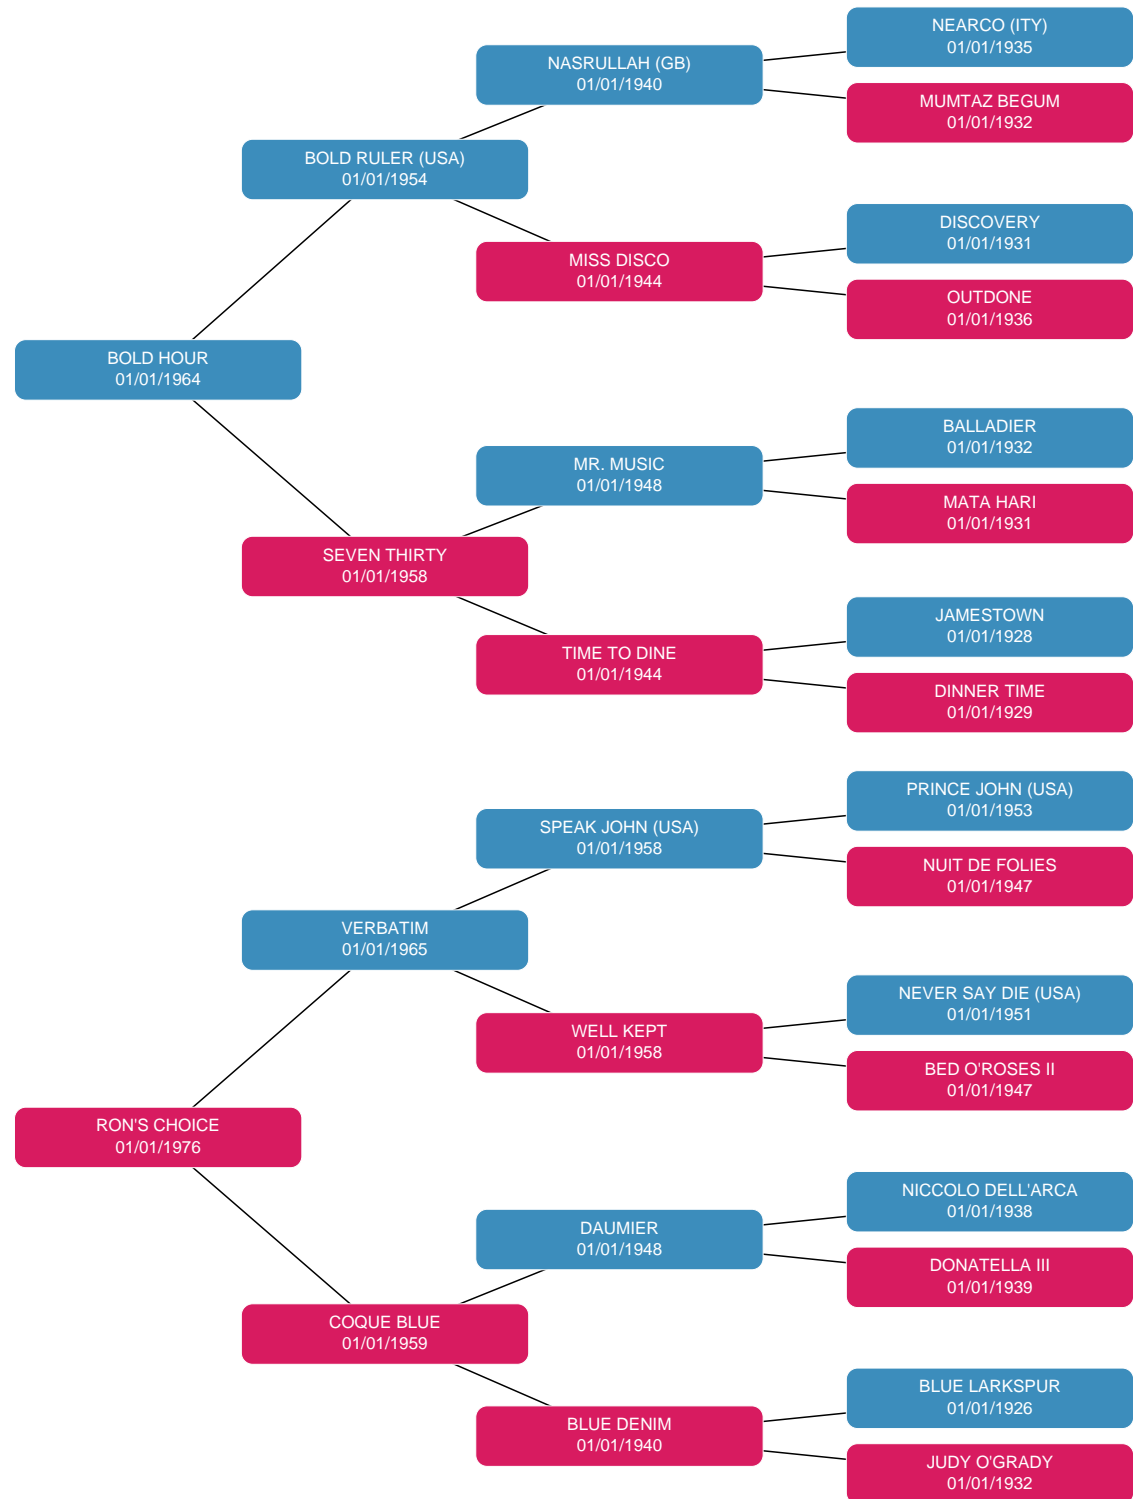 NEARCO (ITY)
01/01/1935
NASRULLAH (GB)
01/01/1940
MUMTAZ BEGUM
01/01/1932
BOLD RULER (USA)
01/01/1954
DISCOVERY
01/01/1931
MISS DISCO
01/01/1944
OUTDONE
01/01/1936
BOLD HOUR
01/01/1964
BALLADIER
01/01/1932
MR. MUSIC
01/01/1948
MATA HARI
01/01/1931
SEVEN THIRTY
01/01/1958
JAMESTOWN
01/01/1928
TIME TO DINE
01/01/1944
DINNER TIME
01/01/1929
PRINCE JOHN (USA)
01/01/1953
SPEAK JOHN (USA)
01/01/1958
NUIT DE FOLIES
01/01/1947
VERBATIM
01/01/1965
NEVER SAY DIE (USA)
01/01/1951
WELL KEPT
01/01/1958
BED O'ROSES II
01/01/1947
RON'S CHOICE
01/01/1976
NICCOLO DELL'ARCA
01/01/1938
DAUMIER
01/01/1948
DONATELLA III
01/01/1939
COQUE BLUE
01/01/1959
BLUE LARKSPUR
01/01/1926
BLUE DENIM
01/01/1940
JUDY O'GRADY
01/01/1932